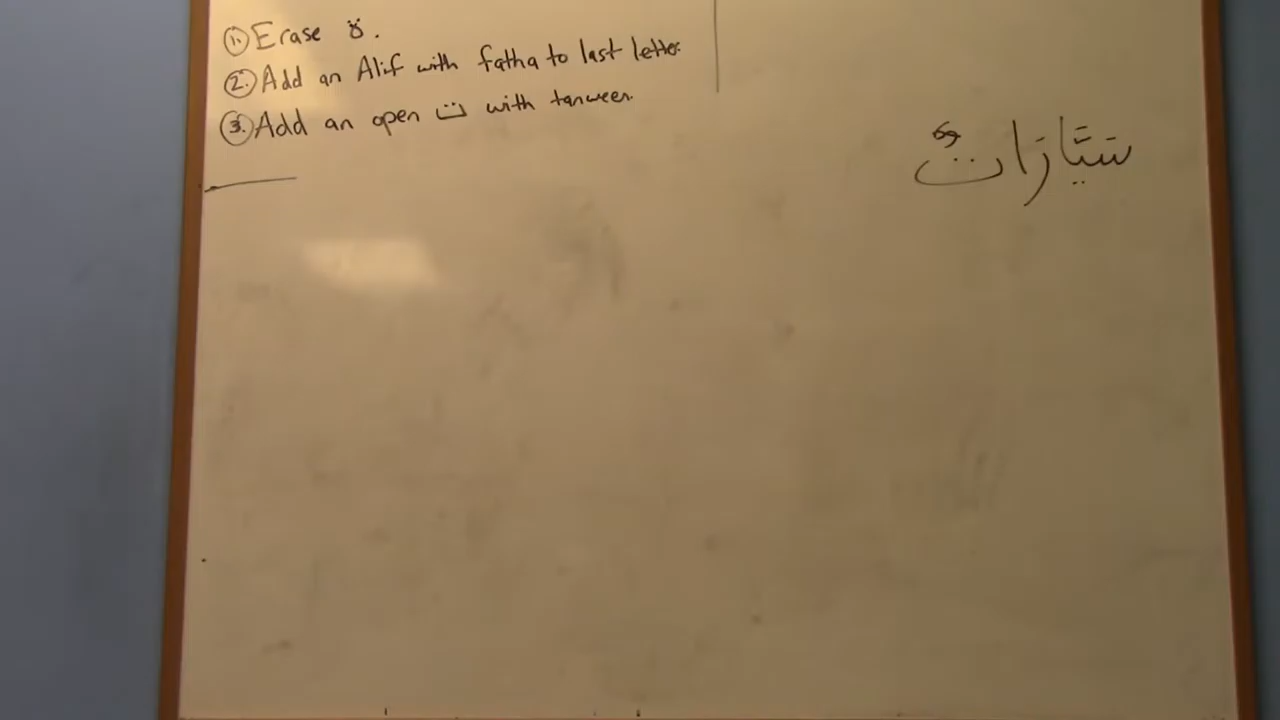 1. Erase ة.
2. Add an Alif with fatha to last letter.
3. Add an open ت with tanween.
سَيَّارَاتٌ